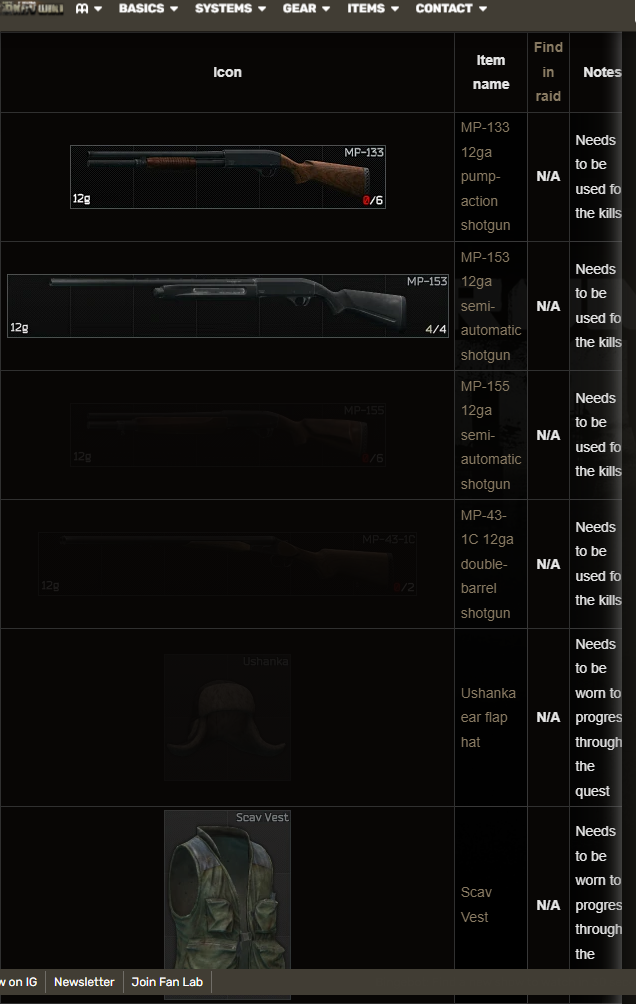 WIKI
BASICS
SYSTEMS
GEAR
ITEMS
CONTACT
Icon
Item
name
Find
in
raid
Notes
MP-133
12g
0/6
MP-133
12ga
pump-
action
shotgun
N/A
Needs
to be
used fo
the kills
MP-153
12g
4/4
MP-153
12ga
semi-
automatic
shotgun
N/A
Needs
to be
used fo
the kills
MP-155
12g
0/6
MP-155
12ga
semi-
automatic
shotgun
N/A
Needs
to be
used fo
the kills
MP-43-1C
12g
0/2
MP-43-
1C 12ga
double-
barrel
shotgun
N/A
Needs
to be
used fo
the kills
Ushanka
Ushanka
ear flap
hat
N/A
Needs
to be
worn to
progres
through
the
quest
Scav Vest
Scav
Vest
N/A
Needs
to be
worn to
progres
through
the
w on IG
Newsletter
Join Fan Lab